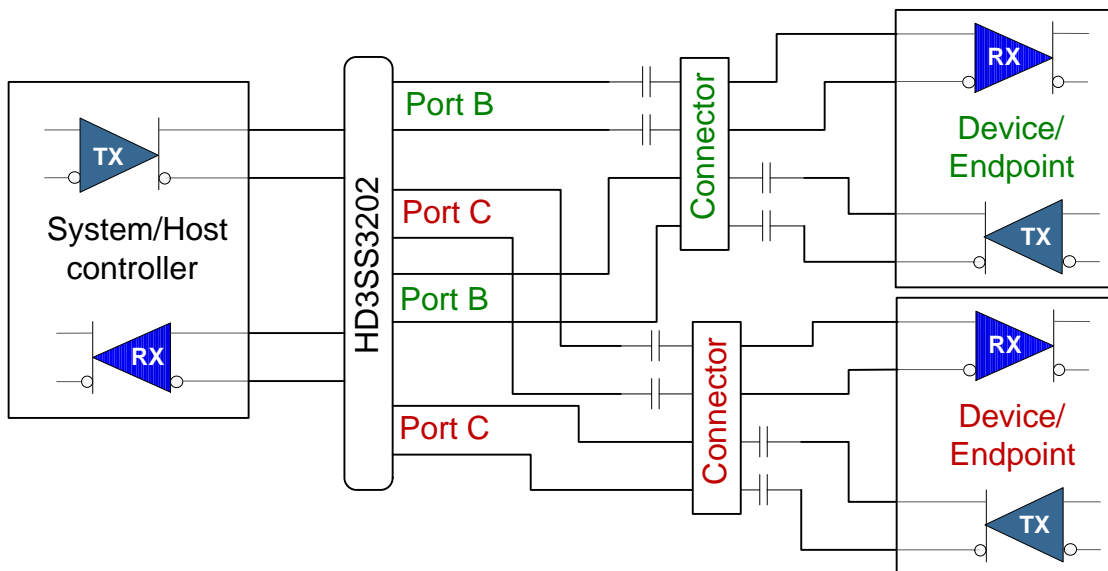 TX
System/Host
controller
RX
HD3SS3202
Port B
Port C
Port B
Port C
Connector
Connector
RX
Device/
Endpoint
TX
RX
Device/
Endpoint
TX